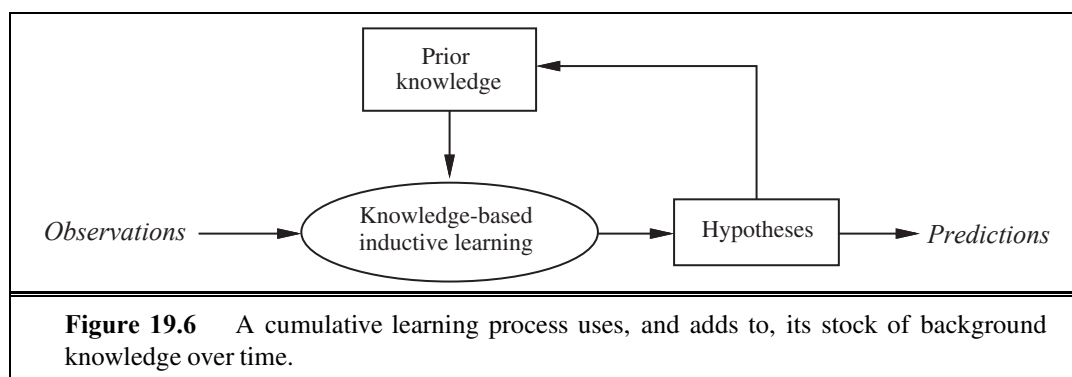 Prior
knowledge
Observations
Knowledge-based
inductive learning
Hypotheses
Predictions
Figure 19.6 A cumulative learning process uses, and adds to, its stock of background
knowledge over time.